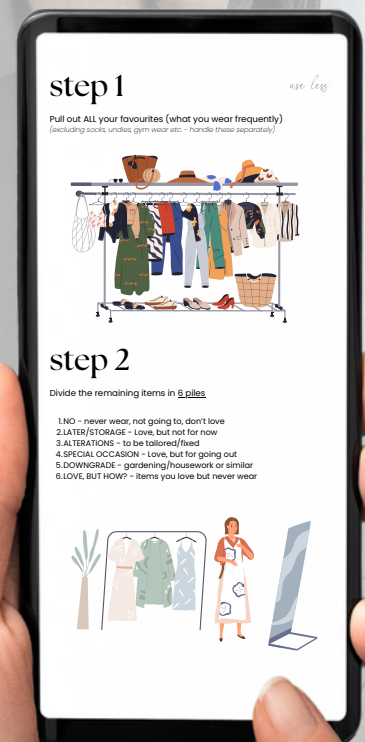 step 1
use less
Pull out ALL your favourites (what you wear frequently)
(excluding socks, undies, gym wear etc. - handle these separately)
step 2
Divide the remaining items in 6 piles
1.NO - never wear, not going to, don't love
2.LATER/STORAGE - Love, but not for now
3.ALTERATIONS - to be tailored/fixed
4.SPECIAL OCCASION - Love, but for going out
5.DOWNGRADE - gardening/housework or similar
6.LOVE, BUT HOW? - items you love but never wear